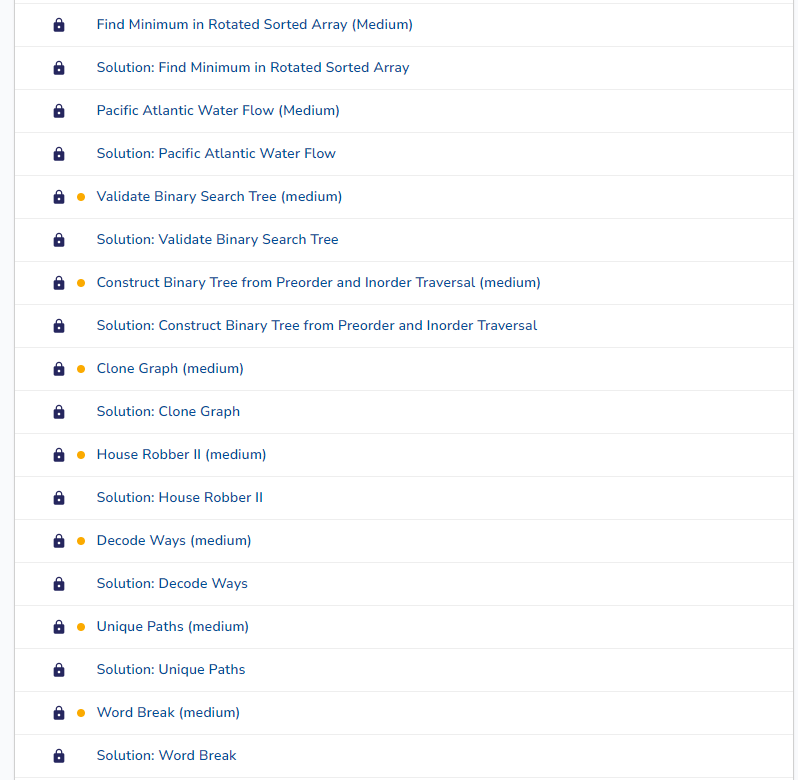 Find Minimum in Rotated Sorted Array (Medium)
Solution: Find Minimum in Rotated Sorted Array
Pacific Atlantic Water Flow (Medium)
Solution: Pacific Atlantic Water Flow
Validate Binary Search Tree (medium)
Solution: Validate Binary Search Tree
Construct Binary Tree from Preorder and Inorder Traversal (medium)
Solution: Construct Binary Tree from Preorder and Inorder Traversal
Clone Graph (medium)
Solution: Clone Graph
House Robber II (medium)
Solution: House Robber II
Decode Ways (medium)
Solution: Decode Ways
Unique Paths (medium)
Solution: Unique Paths
Word Break (medium)
Solution: Word Break